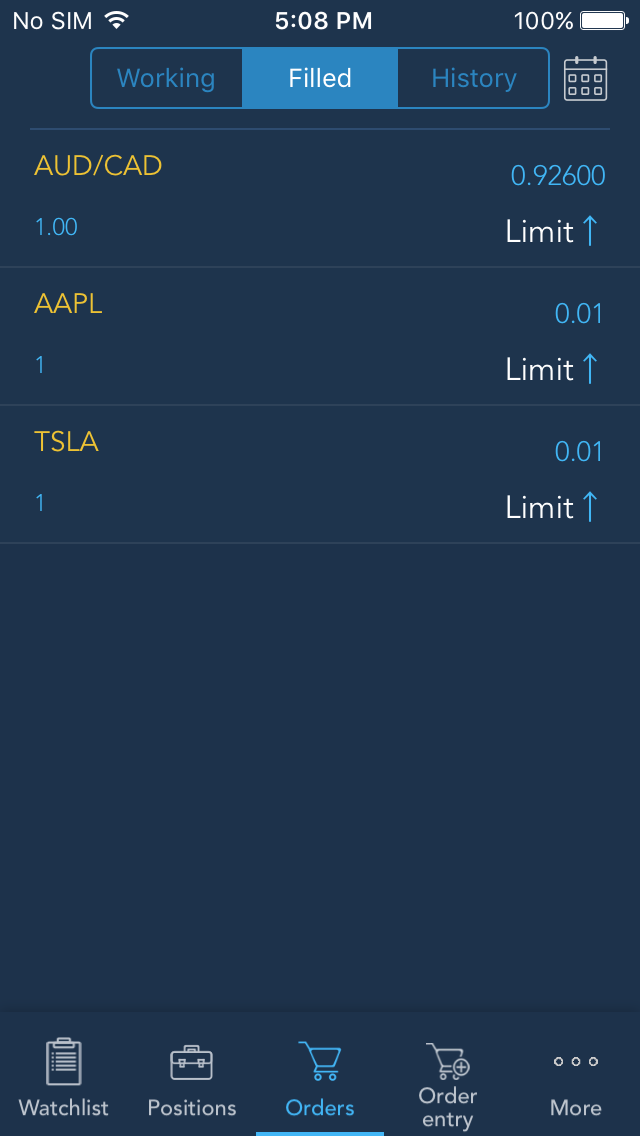 No SIM 5:08 PM 100%
Working Filled History
AUD/CAD 0.92600
1.00 Limit ↑
AAPL 0.01
1 Limit ↑
TSLA 0.01
1 Limit ↑
Watchlist Positions Orders Order entry More